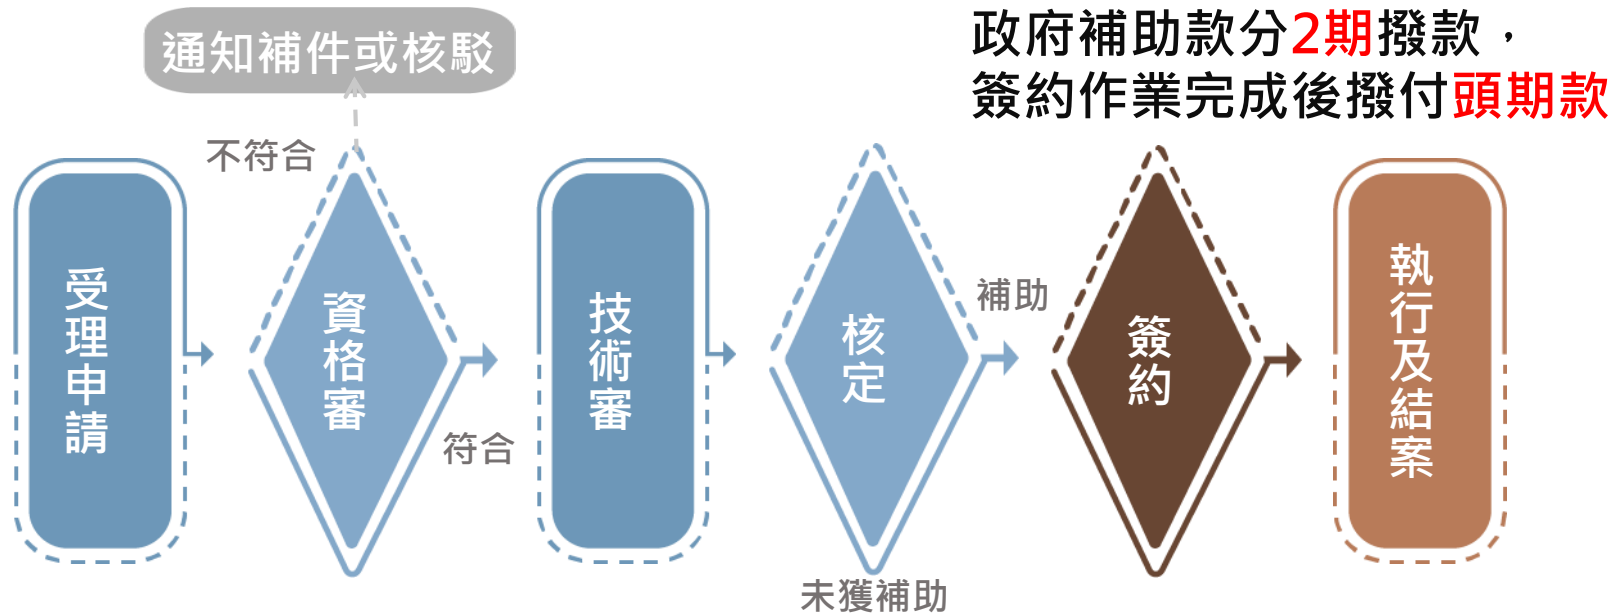 通知補件或核駁
政府補助款分2期撥款，
簽約作業完成後撥付頭期款
不符合
受理申請
資格審
符合
技術審
核定
補助
未獲補助
簽約
執行及結案